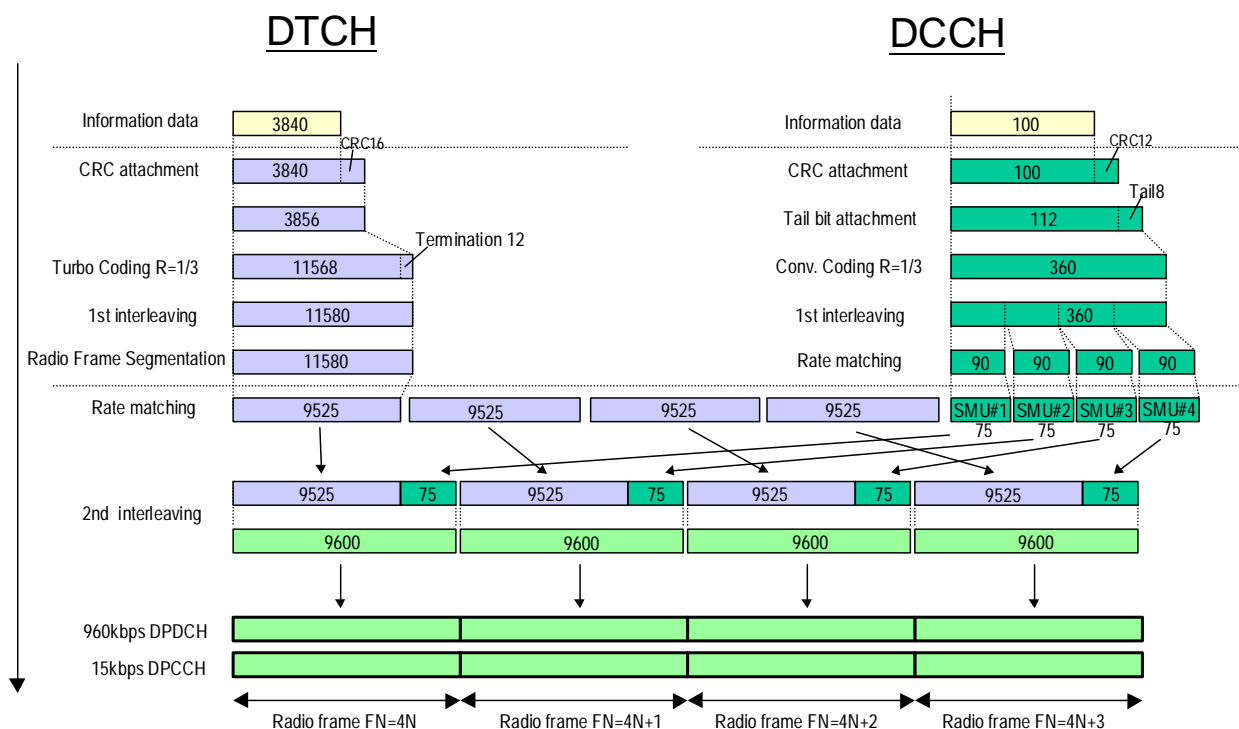 DTCH DCCH
Information data 3840 Information data 100
CRC16 CRC12
CRC attachment 3840 CRC attachment 100
Tail8
3856 Tail bit attachment 112
Termination 12
Turbo Coding R=1/3 11568 Conv. Coding R=1/3 360
1st interleaving 11580 1st interleaving 360
Radio Frame Segmentation 11580 Rate matching 90 90 90 90
Rate matching 9525 9525 9525 9525 SMU#1 SMU#2 SMU#3 SMU#4
75 75 75 75
9525 75 9525 75 9525 75 9525 75
2nd interleaving
9600 9600 9600 9600
960kbps DPDCH
15kbps DPCCH
Radio frame FN=4N Radio frame FN=4N+1 Radio frame FN=4N+2 Radio frame FN=4N+3